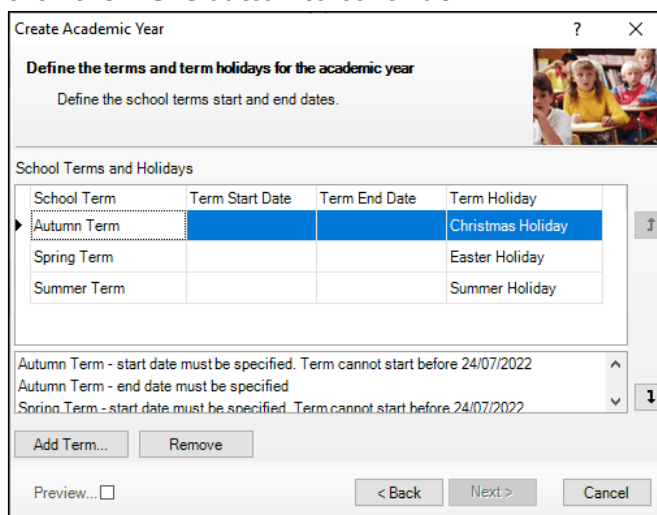 Create Academic Year ?
Define the terms and term holidays for the academic year
Define the school terms start and end dates.
School Terms and Holidays
School Term Term Start Date Term End Date Term Holiday
Autumn Term Christmas Holiday
Spring Term Easter Holiday
Summer Term Summer Holiday
Autumn Term - start date must be specified. Term cannot start before 24/07/2022
Autumn Term - end date must be specified
Spring Term - start date must be specified. Term cannot start before 24/07/2022
Add Term... Remove
Preview... < Back Next > Cancel